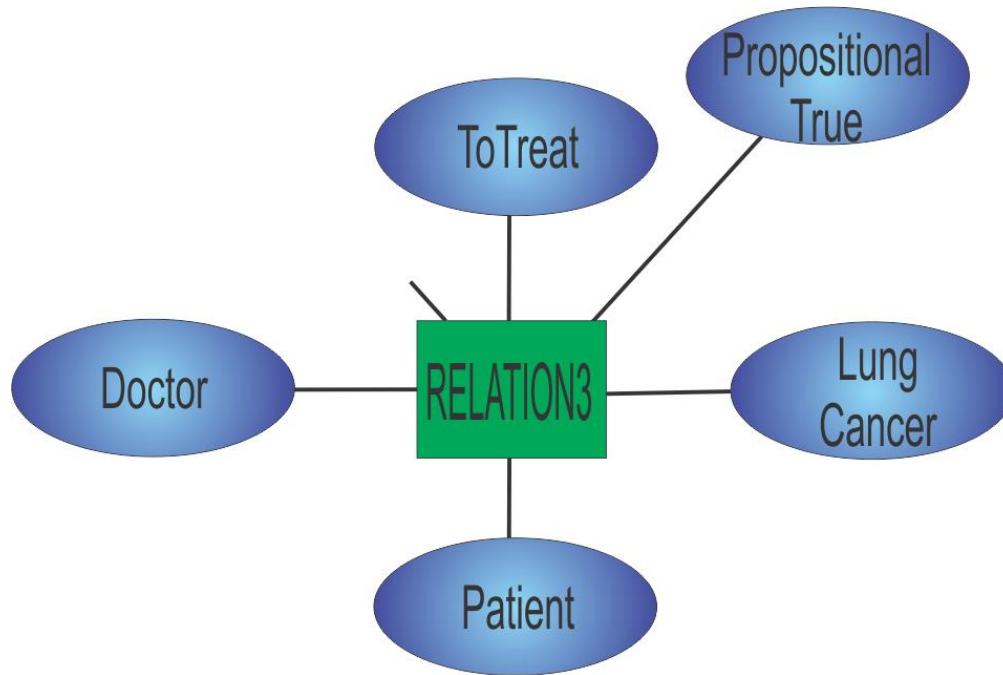 Propositional
True
ToTreat
Doctor
RELATION3
Lung
Cancer
Patient